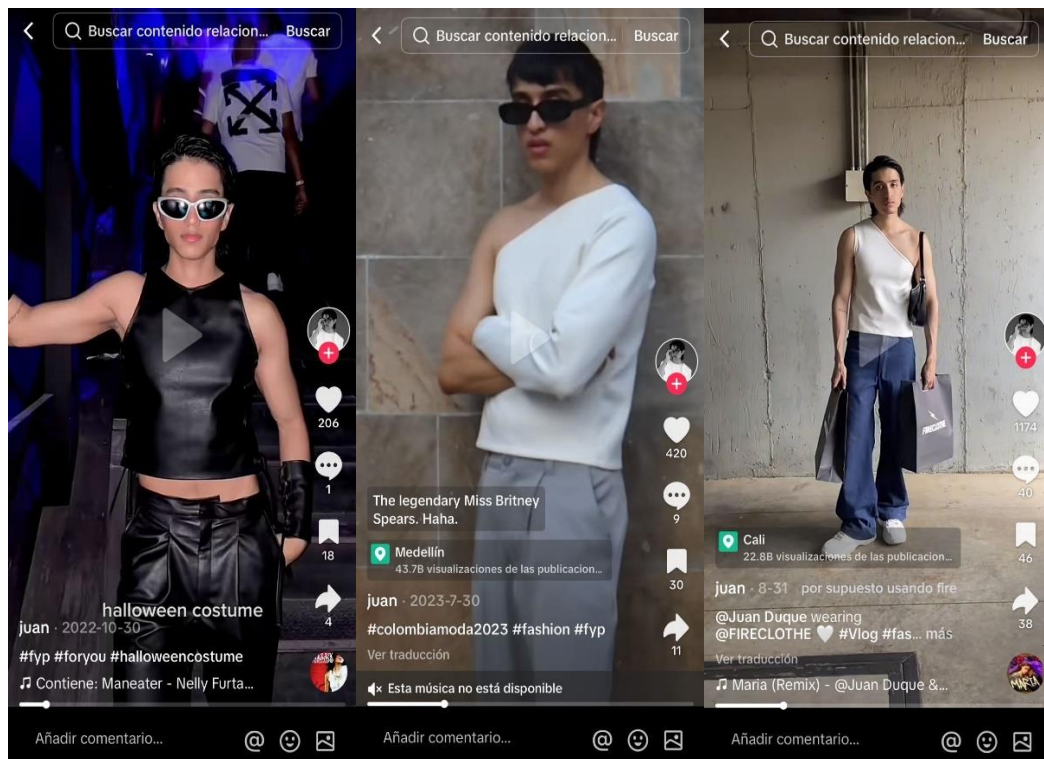 Buscar contenido relacion... Buscar
206
1
18
4
halloween costume
juan · 2022-10-30
#fyp #foryou #halloweencostume
Contiene: Maneater - Nelly Furta...
Añadir comentario...
Buscar contenido relacion... Buscar
420
9
30
11
The legendary Miss Britney
Spears. Haha.
Medellín
43.7B visualizaciones de las publicacion...
juan · 2023-7-30
#colombiamoda2023 #fashion #fyp
Ver traducción
Esta música no está disponible
Añadir comentario...
Buscar contenido relacion... Buscar
FIRECLOTHE
1174
40
46
38
Cali
22.8B visualizaciones de las publicacion...
juan · 8-31 por supuesto usando fire
@Juan Duque wearing
@FIRECLOTHE 🤍 #Vlog #fas... más
Ver traducción
Maria (Remix) - @Juan Duque &...
MARIA
Añadir comentario...